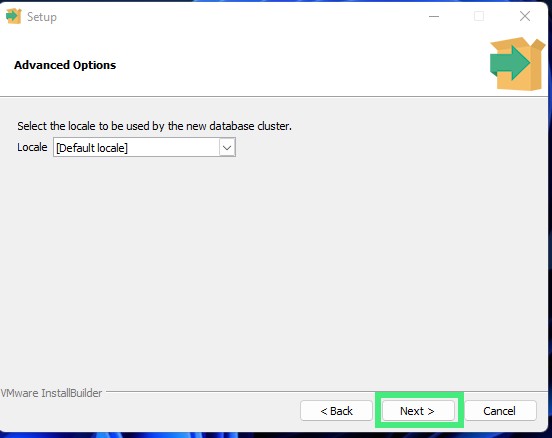 Setup
Advanced Options
Select the locale to be used by the new database cluster.
Locale [Default locale]
VMware InstallBuilder
< Back Next > Cancel